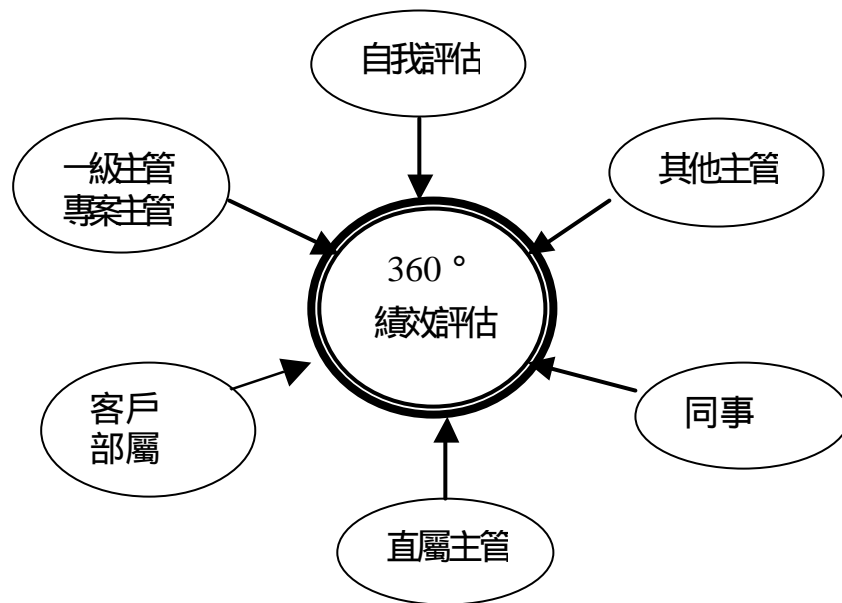 自我評估
一級主管
專案主管
其他主管
360 °
績效評估
客戶
部屬
同事
直屬主管